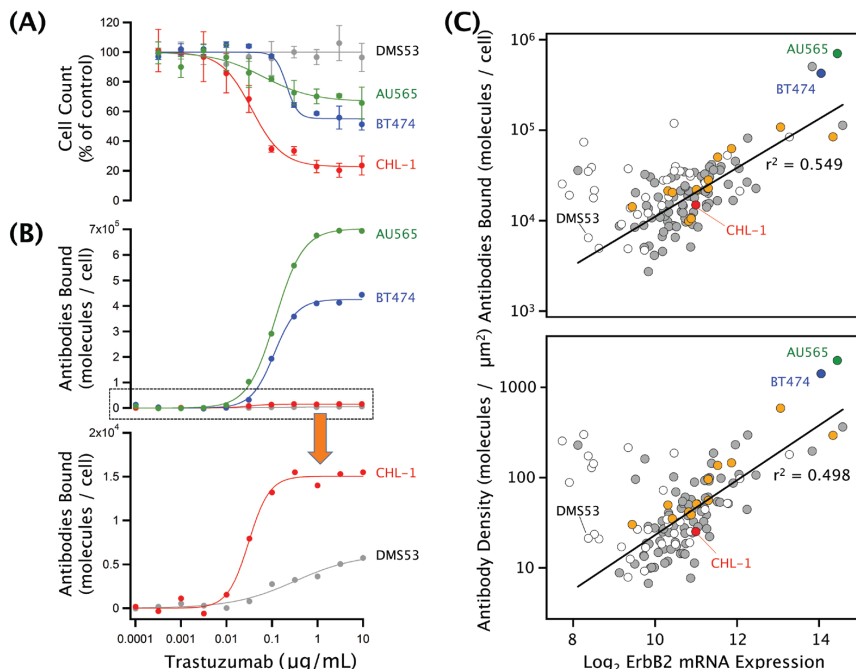 (A)
120
100
80
60
40
20
0
Cell Count
(% of control)
DMS53
AU565
BT474
CHL-1
(B)
7x10⁵
6
5
4
3
2
1
0
Antibodies Bound
(molecules / cell)
AU565
BT474
2x10⁴
1.5
1.0
0.5
0.0
Antibodies Bound
(molecules / cell)
CHL-1
DMS53
0.0001 0.001 0.01 0.1 1 10
Trastuzumab (µg/mL)
(C)
10⁶
10⁵
10⁴
10³
Antibodies Bound (molecules / cell)
AU565
BT474
r² = 0.549
DMS53
CHL-1
1000
100
10
Antibody Density (molecules / µm²)
AU565
BT474
r² = 0.498
DMS53
CHL-1
8 10 12 14
Log₂ ErbB2 mRNA Expression